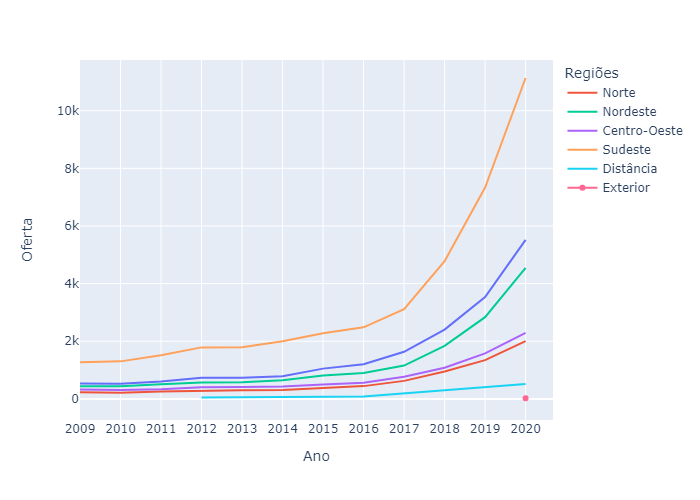 Regiões
Norte
Nordeste
Centro-Oeste
Sudeste
Distância
Exterior
10k
8k
6k
4k
2k
0
Oferta
2009 2010 2011 2012 2013 2014 2015 2016 2017 2018 2019 2020
Ano